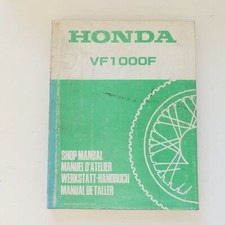 HONDA
VF1000F
SHOP MANUAL
MANUEL D'ATELIER
WERKSTATT-HANDBUCH
MANUAL DE TALLER